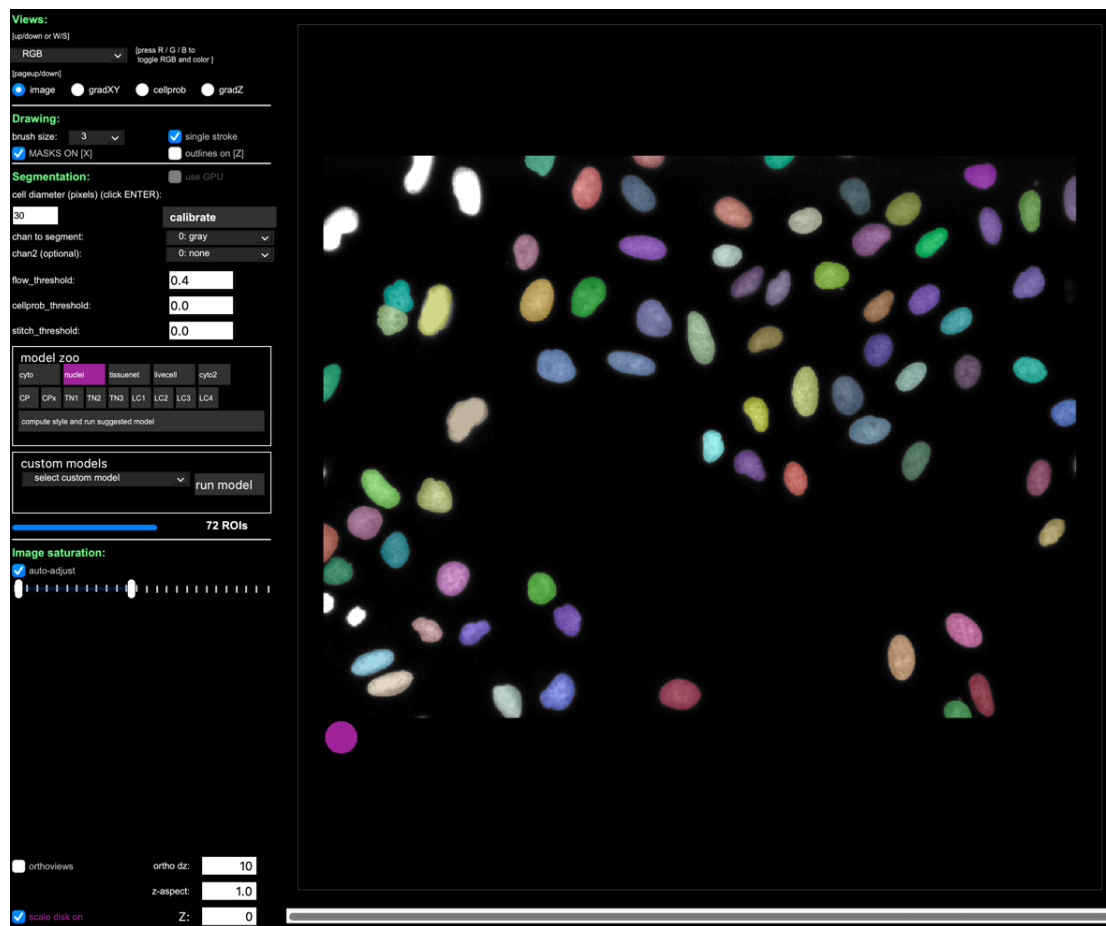 Views:
[up/down or W/S]
RGB
[press R / G / B to
toggle RGB and color ]
[pageup/down]
image gradXY cellprob gradZ
Drawing:
brush size: 3 single stroke
MASKS ON [X] outlines on [Z]
Segmentation: use GPU
cell diameter (pixels) (click ENTER):
30 calibrate
chan to segment: 0: gray
chan2 (optional): 0: none
flow_threshold: 0.4
cellprob_threshold: 0.0
stitch_threshold: 0.0
model zoo
cyto nuclei tissuenet livecell cyto2
CP CPx TN1 TN2 TN3 LC1 LC2 LC3 LC4
compute style and run suggested model
custom models
select custom model run model
72 ROIs
Image saturation:
auto-adjust
orthoviews ortho dz: 10
z-aspect: 1.0
scale disk on Z: 0